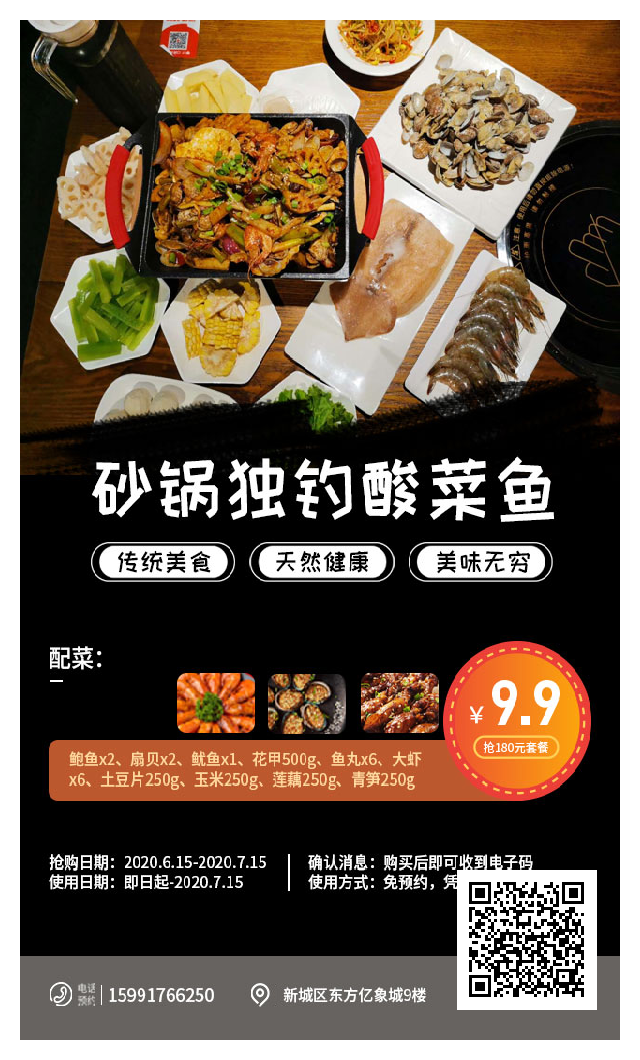 砂锅独钓酸菜鱼
传统美食
天然健康
美味无穷
配菜：
¥9.9
抢180元套餐
鲍鱼x2、扇贝x2、鱿鱼x1、花甲500g、鱼丸x6、大虾
x6、土豆片250g、玉米250g、莲藕250g、青笋250g
抢购日期：2020.6.15-2020.7.15
使用日期：即日起-2020.7.15
确认消息：购买后即可收到电子码
使用方式：免预约，凭
电话
预约
15991766250
新城区东方亿象城9楼